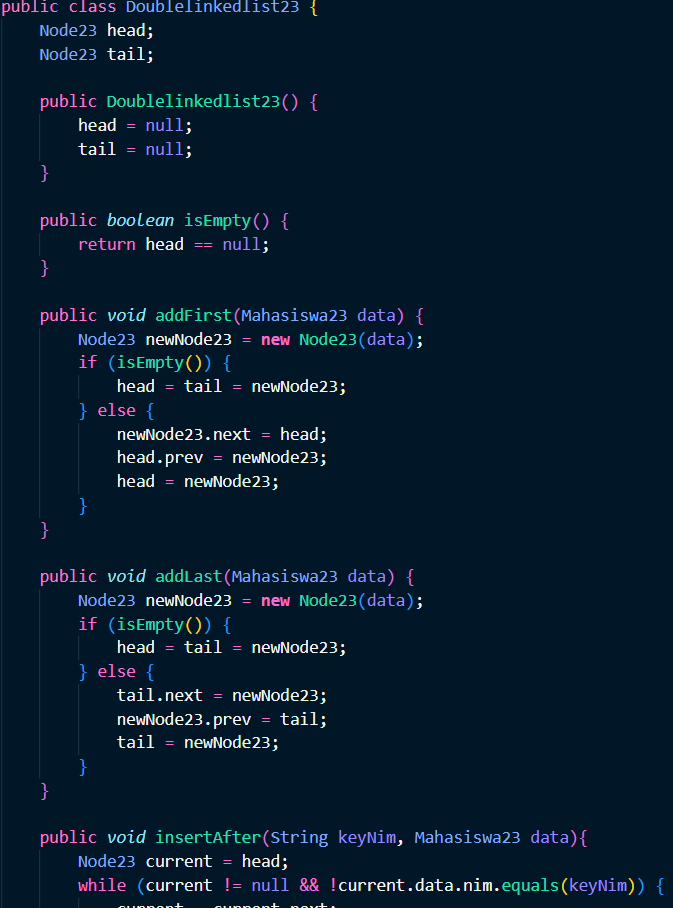 public class Doublelinkedlist23 {
    Node23 head;
    Node23 tail;

    public Doublelinkedlist23() {
        head = null;
        tail = null;
    }

    public boolean isEmpty() {
        return head == null;
    }

    public void addFirst(Mahasiswa23 data) {
        Node23 newNode23 = new Node23(data);
        if (isEmpty()) {
            head = tail = newNode23;
        } else {
            newNode23.next = head;
            head.prev = newNode23;
            head = newNode23;
        }
    }

    public void addLast(Mahasiswa23 data) {
        Node23 newNode23 = new Node23(data);
        if (isEmpty()) {
            head = tail = newNode23;
        } else {
            tail.next = newNode23;
            newNode23.prev = tail;
            tail = newNode23;
        }
    }

    public void insertAfter(String keyNim, Mahasiswa23 data){
        Node23 current = head;
        while (current != null && !current.data.nim.equals(keyNim)) {
            current = current.next;